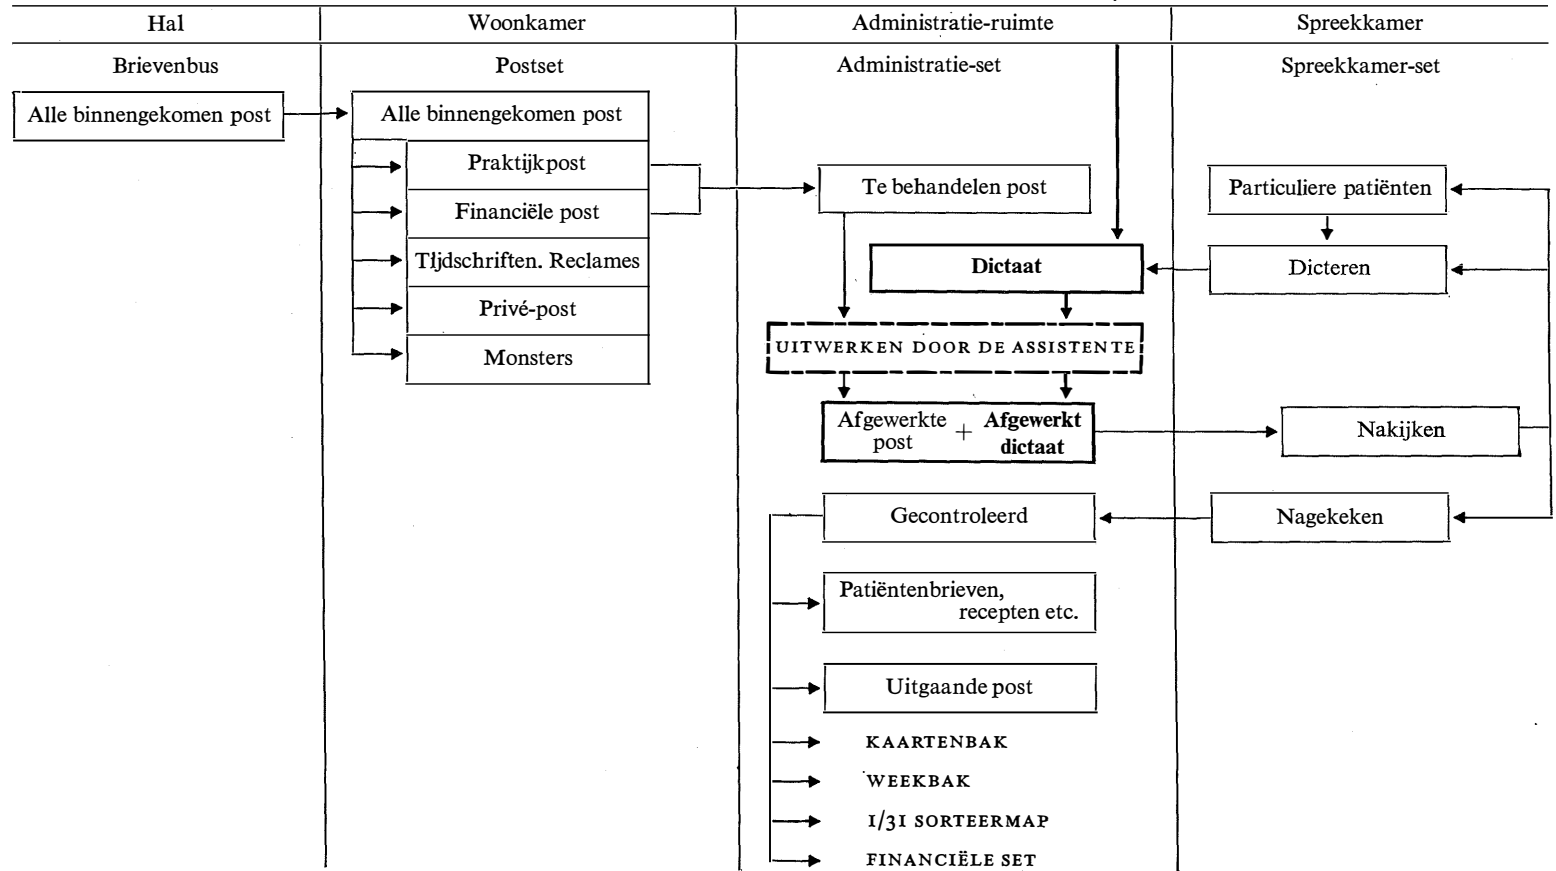 Hal
Woonkamer
Administratie-ruimte
Spreekkamer
Brievenbus
Postset
Administratie-set
Spreekkamer-set
Alle binnengekomen post
Alle binnengekomen post
Praktijkpost
Financiële post
Tijdschriften. Reclames
Privé-post
Monsters
Te behandelen post
Dictaat
UITWERKEN DOOR DE ASSISTENTE
Afgewerkte
post
+
Afgewerkt
dictaat
Gecontroleerd
Patiëntenbrieven,
recepten etc.
Uitgaande post
KAARTENBAK
WEEKBAK
1/31 SORTEERMAP
FINANCIËLE SET
Particuliere patiënten
Dicteren
Nakijken
Nagekeken